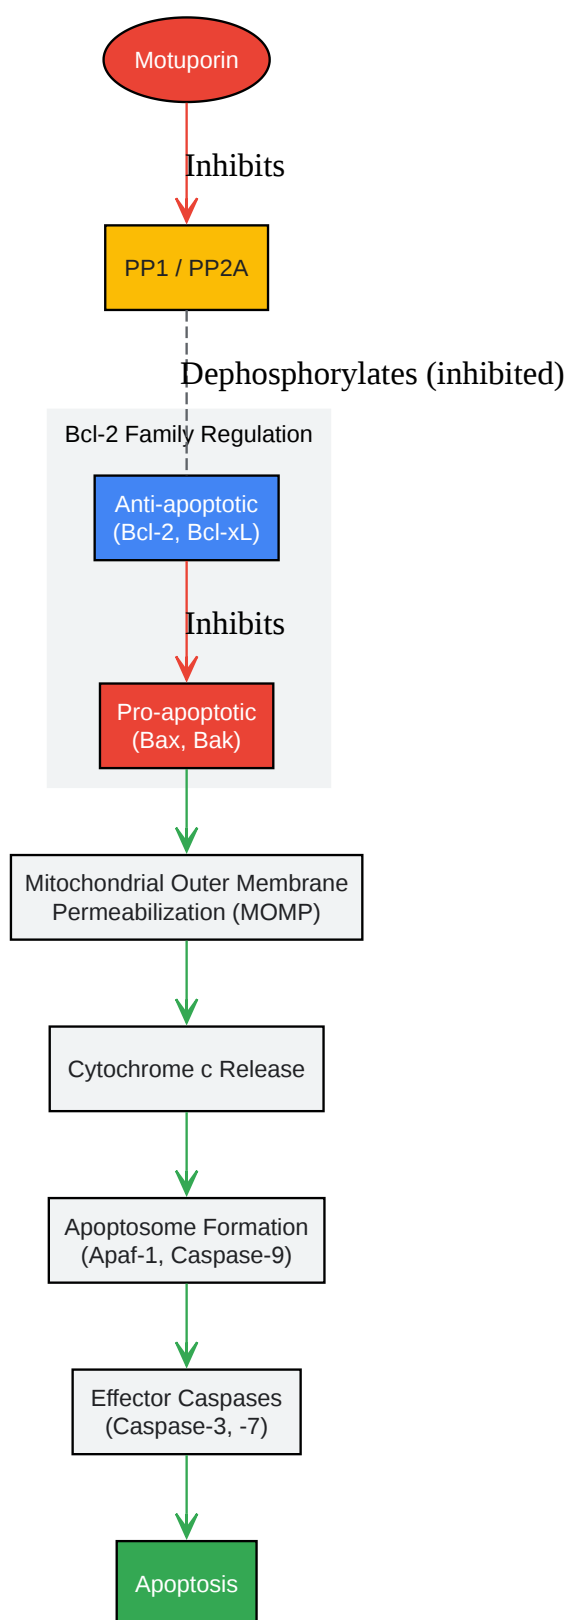 Motuporin
Inhibits
PP1 / PP2A
Dephosphorylates (inhibited)
Bcl-2 Family Regulation
Anti-apoptotic
(Bcl-2, Bcl-xL)
Inhibits
Pro-apoptotic
(Bax, Bak)
Mitochondrial Outer Membrane
Permeabilization (MOMP)
Cytochrome c Release
Apoptosome Formation
(Apaf-1, Caspase-9)
Effector Caspases
(Caspase-3, -7)
Apoptosis